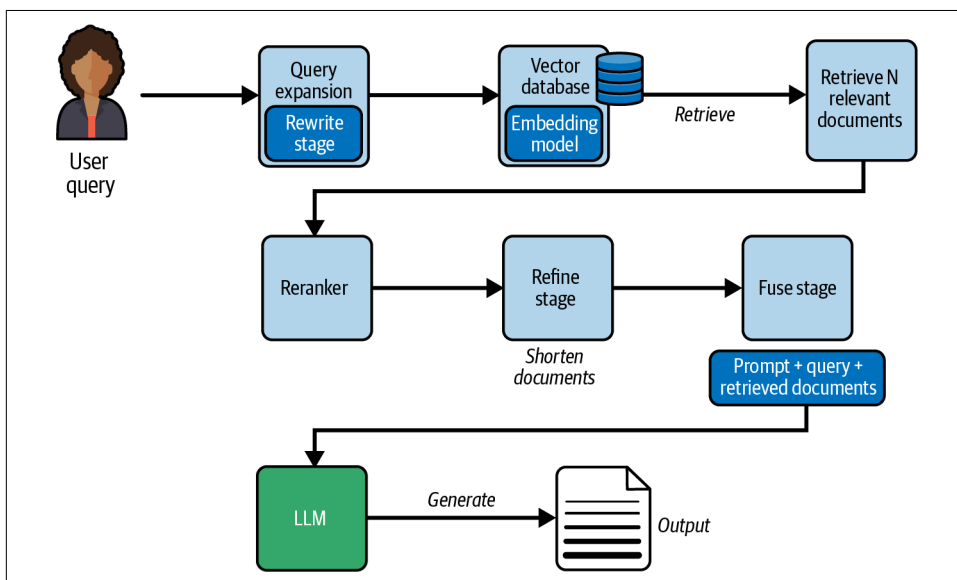 User
query
Query
expansion
Rewrite
stage
Vector
database
Embedding
model
Retrieve
Retrieve N
relevant
documents
Reranker
Refine
stage
Shorten
documents
Fuse stage
Prompt + query +
retrieved documents
LLM
Generate
Output